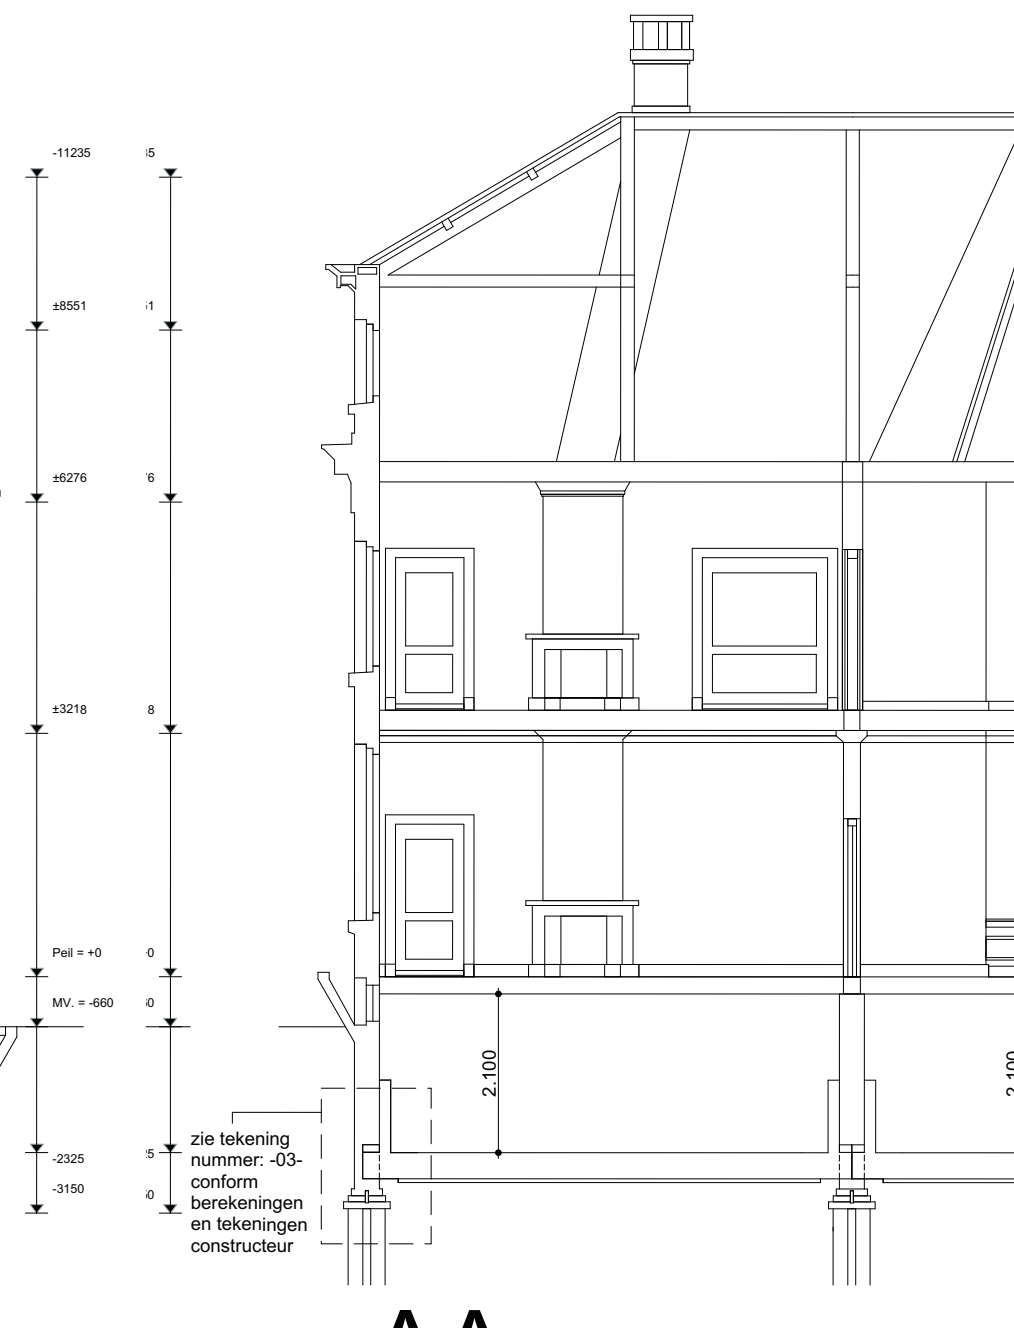 -11235
±8551
±6276
±3218
Peil = +0
MV. = -660
-2325
-3150
2.100
zie tekening
nummer: -03-
conform
berekeningen
en tekeningen
constructeur